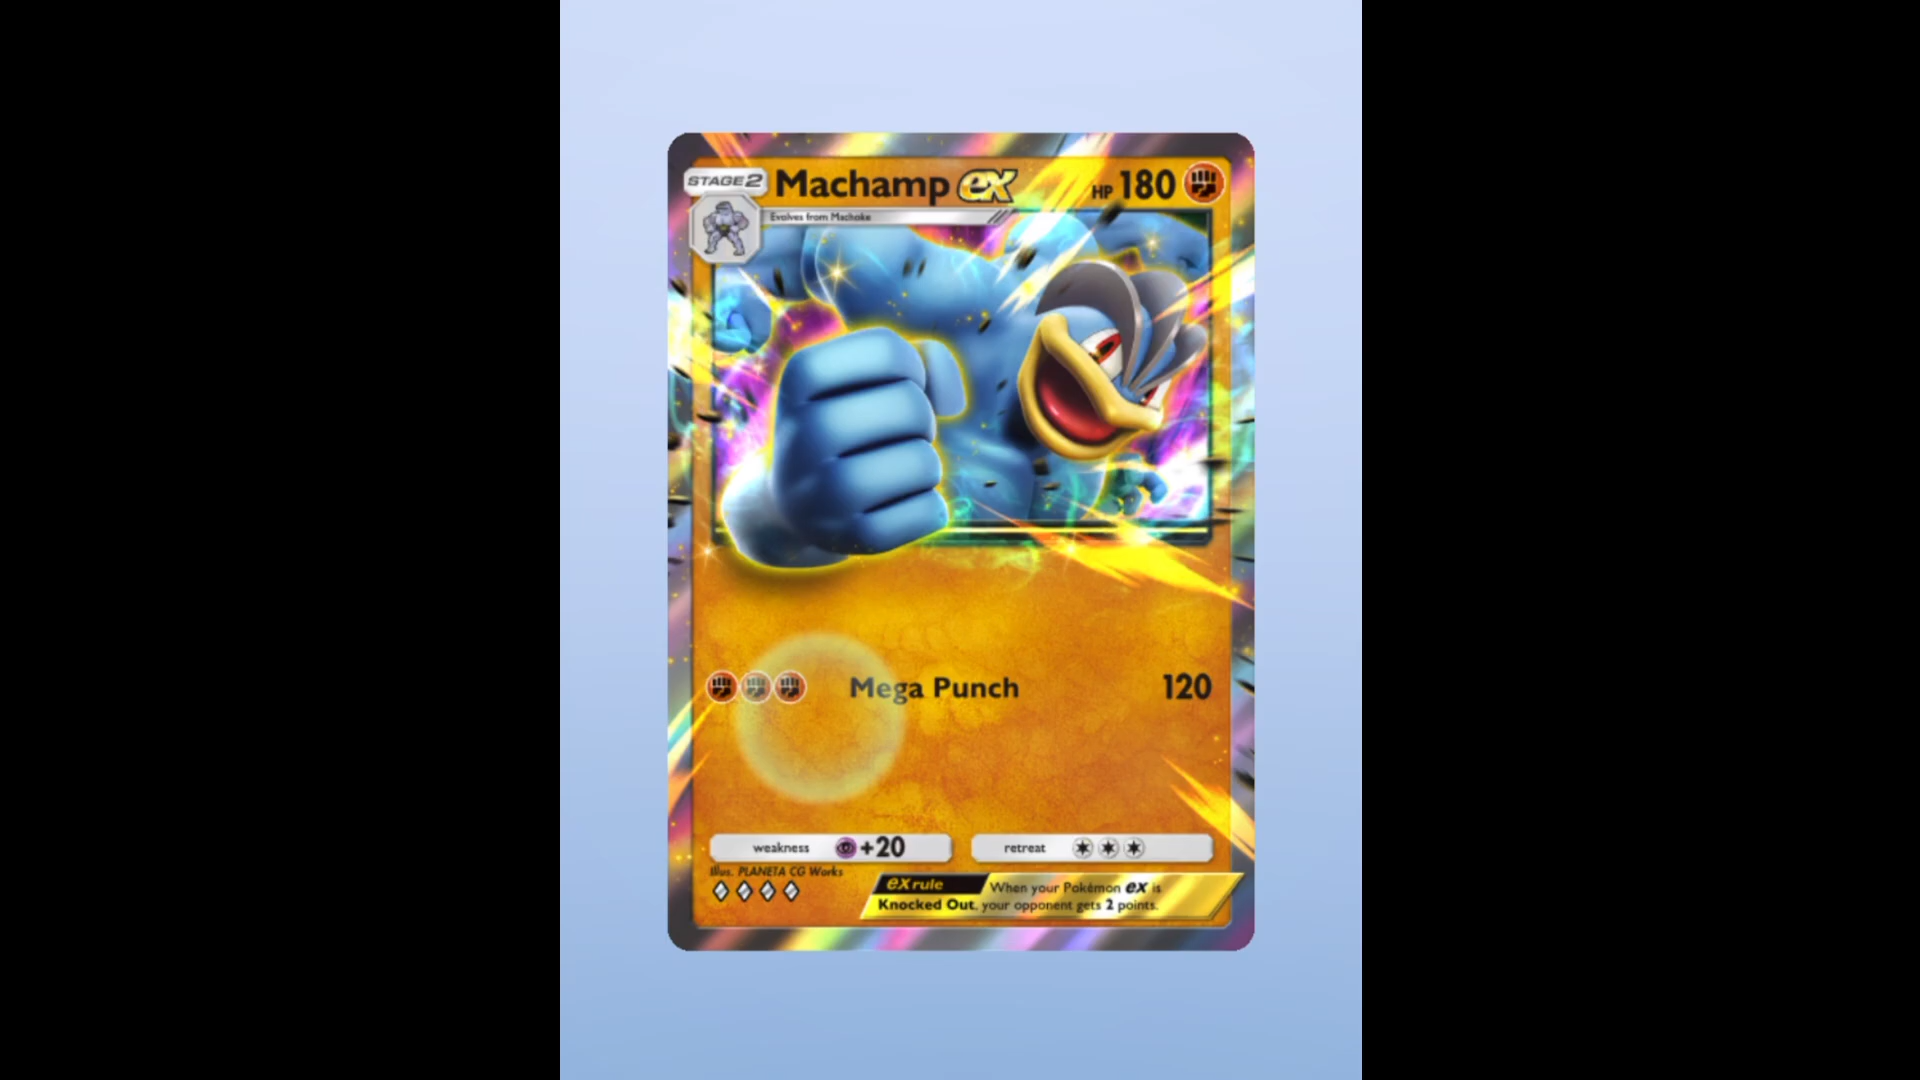 STAGE2 Machamp ex HP 180
Evolves from Machoke
Mega Punch 120
weakness +20 retreat
Illus. PLANETA CG Works
ex rule When your Pokémon ex is
Knocked Out, your opponent gets 2 points.